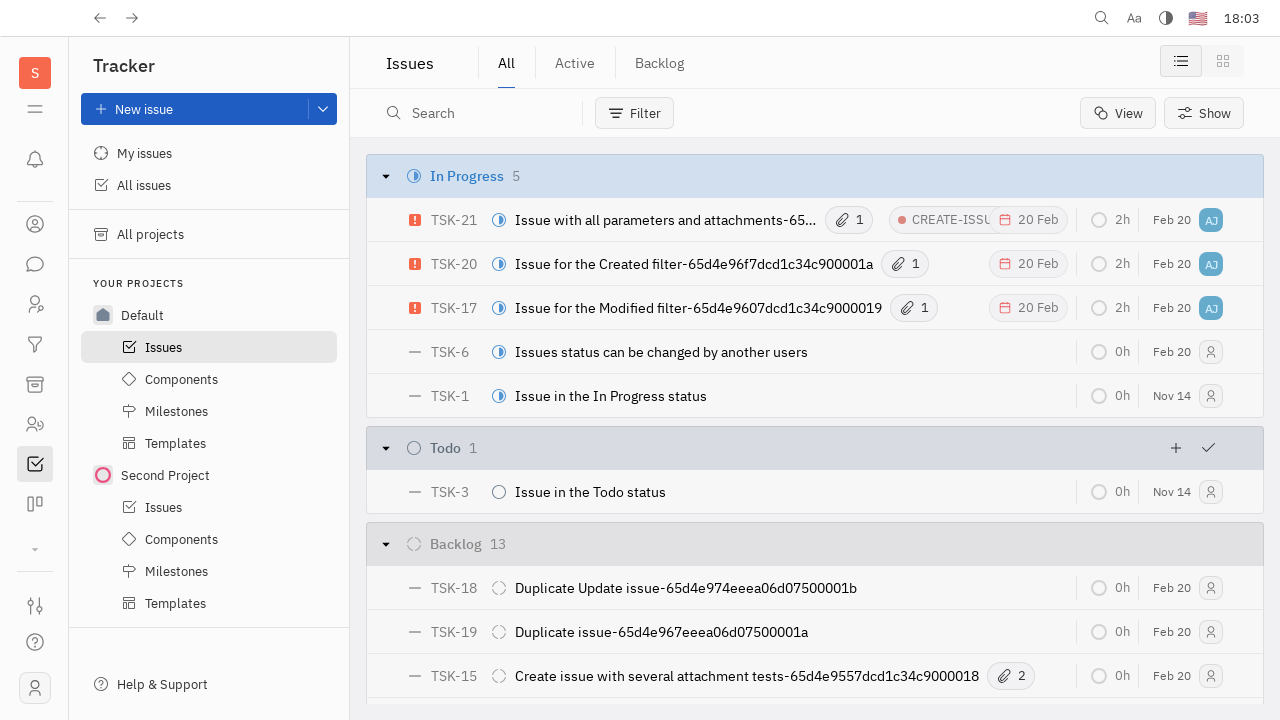 Aa
18:03
S
Tracker
New issue
My issues
All issues
All projects
YOUR PROJECTS
Default
Issues
Components
Milestones
Templates
Second Project
Issues
Components
Milestones
Templates
Help & Support
Issues
All
Active
Backlog
Search
Filter
View
Show
In Progress 5
TSK-21 Issue with all parameters and attachments-65... 1 CREATE-ISSU 20 Feb 2h Feb 20 AJ
TSK-20 Issue for the Created filter-65d4e96f7dcd1c34c900001a 1 20 Feb 2h Feb 20 AJ
TSK-17 Issue for the Modified filter-65d4e9607dcd1c34c9000019 1 20 Feb 2h Feb 20 AJ
TSK-6 Issues status can be changed by another users 0h Feb 20
TSK-1 Issue in the In Progress status 0h Nov 14
Todo 1
TSK-3 Issue in the Todo status 0h Nov 14
Backlog 13
TSK-18 Duplicate Update issue-65d4e974eeea06d07500001b 0h Feb 20
TSK-19 Duplicate issue-65d4e967eeea06d07500001a 0h Feb 20
TSK-15 Create issue with several attachment tests-65d4e9557dcd1c34c9000018 2 0h Feb 20